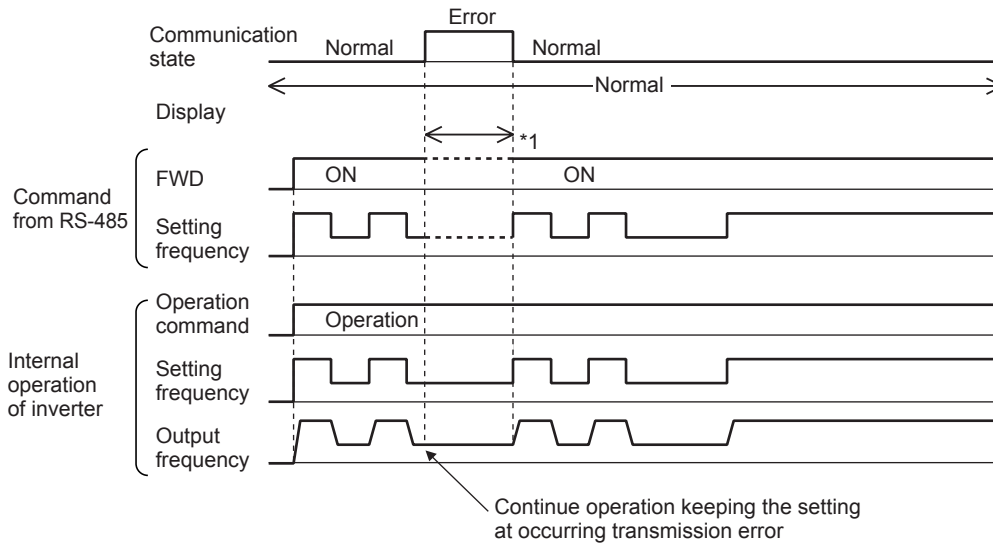 Error
Communication
state
Normal
Normal
Normal
Display
*1
Command
from RS-485
FWD
ON
ON
Setting
frequency
Internal
operation
of inverter
Operation
command
Operation
Setting
frequency
Output
frequency
Continue operation keeping the setting
at occurring transmission error